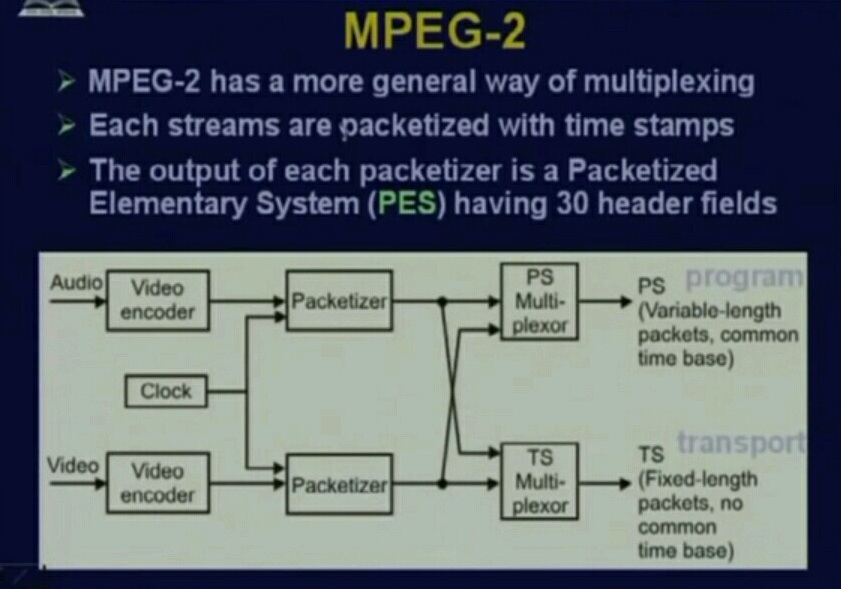 MPEG-2
MPEG-2 has a more general way of multiplexing
Each streams are packetized with time stamps
The output of each packetizer is a Packetized
Elementary System (PES) having 30 header fields
Audio
Video
encoder
Packetizer
PS
Multi-
plexor
PS program
(Variable-length
packets, common
time base)
Clock
Video
Video
encoder
Packetizer
TS
Multi-
plexor
TS transport
(Fixed-length
packets, no
common
time base)